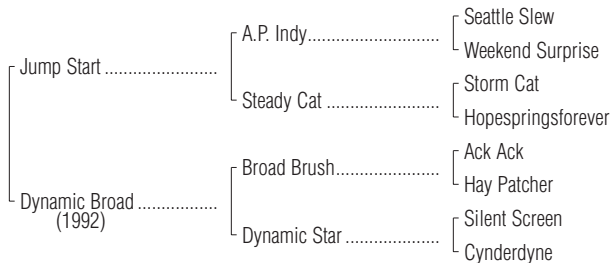 Seattle Slew
A.P. Indy........................................
Weekend Surprise
Jump Start ...........................
Storm Cat
Steady Cat ..................................
Hopespringsforever
Ack Ack
Broad Brush...............................
Hay Patcher
Dynamic Broad ...................
(1992)
Silent Screen
Dynamic Star ............................
Cynderdyne